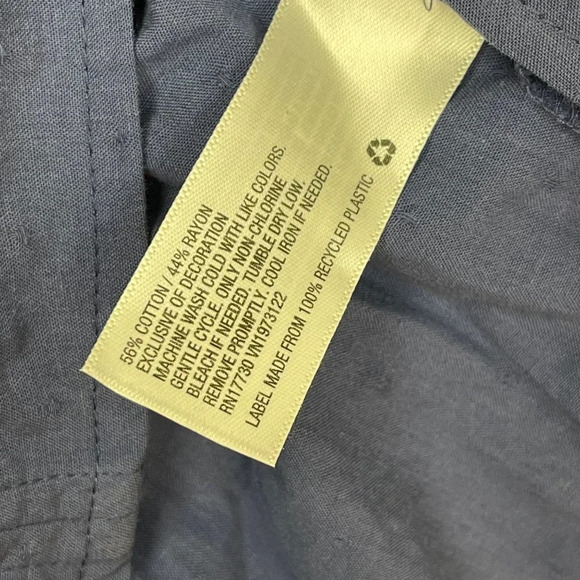 56% COTTON / 44% RAYON
EXCLUSIVE OF DECORATION
MACHINE WASH COLD WITH LIKE COLORS.
GENTLE CYCLE. ONLY NON-CHLORINE
BLEACH IF NEEDED. TUMBLE DRY LOW.
REMOVE PROMPTLY. COOL IRON IF NEEDED.
RN17730 VN1973122
LABEL MADE FROM 100% RECYCLED PLASTIC